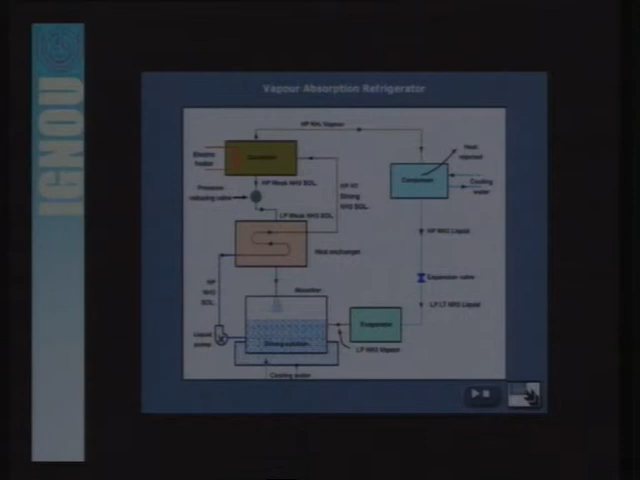 IGNOU
Vapour Absorption Refrigerator
HP NH3 Vapour
Electric
heater
Generator
Heat
rejected
Condenser
Cooling
water
Pressure
reducing valve
HP Weak NH3 SOL.
HP HT
Strong
NH3 SOL.
LP Weak NH3 SOL.
Heat exchanger
HP NH3 Liquid
Expansion valve
HP
NH3
SOL.
Absorber
LP LT NH3 Liquid
Liquid
pump
Strong solution
Evaporator
LP NH3 Vapour
Cooling water